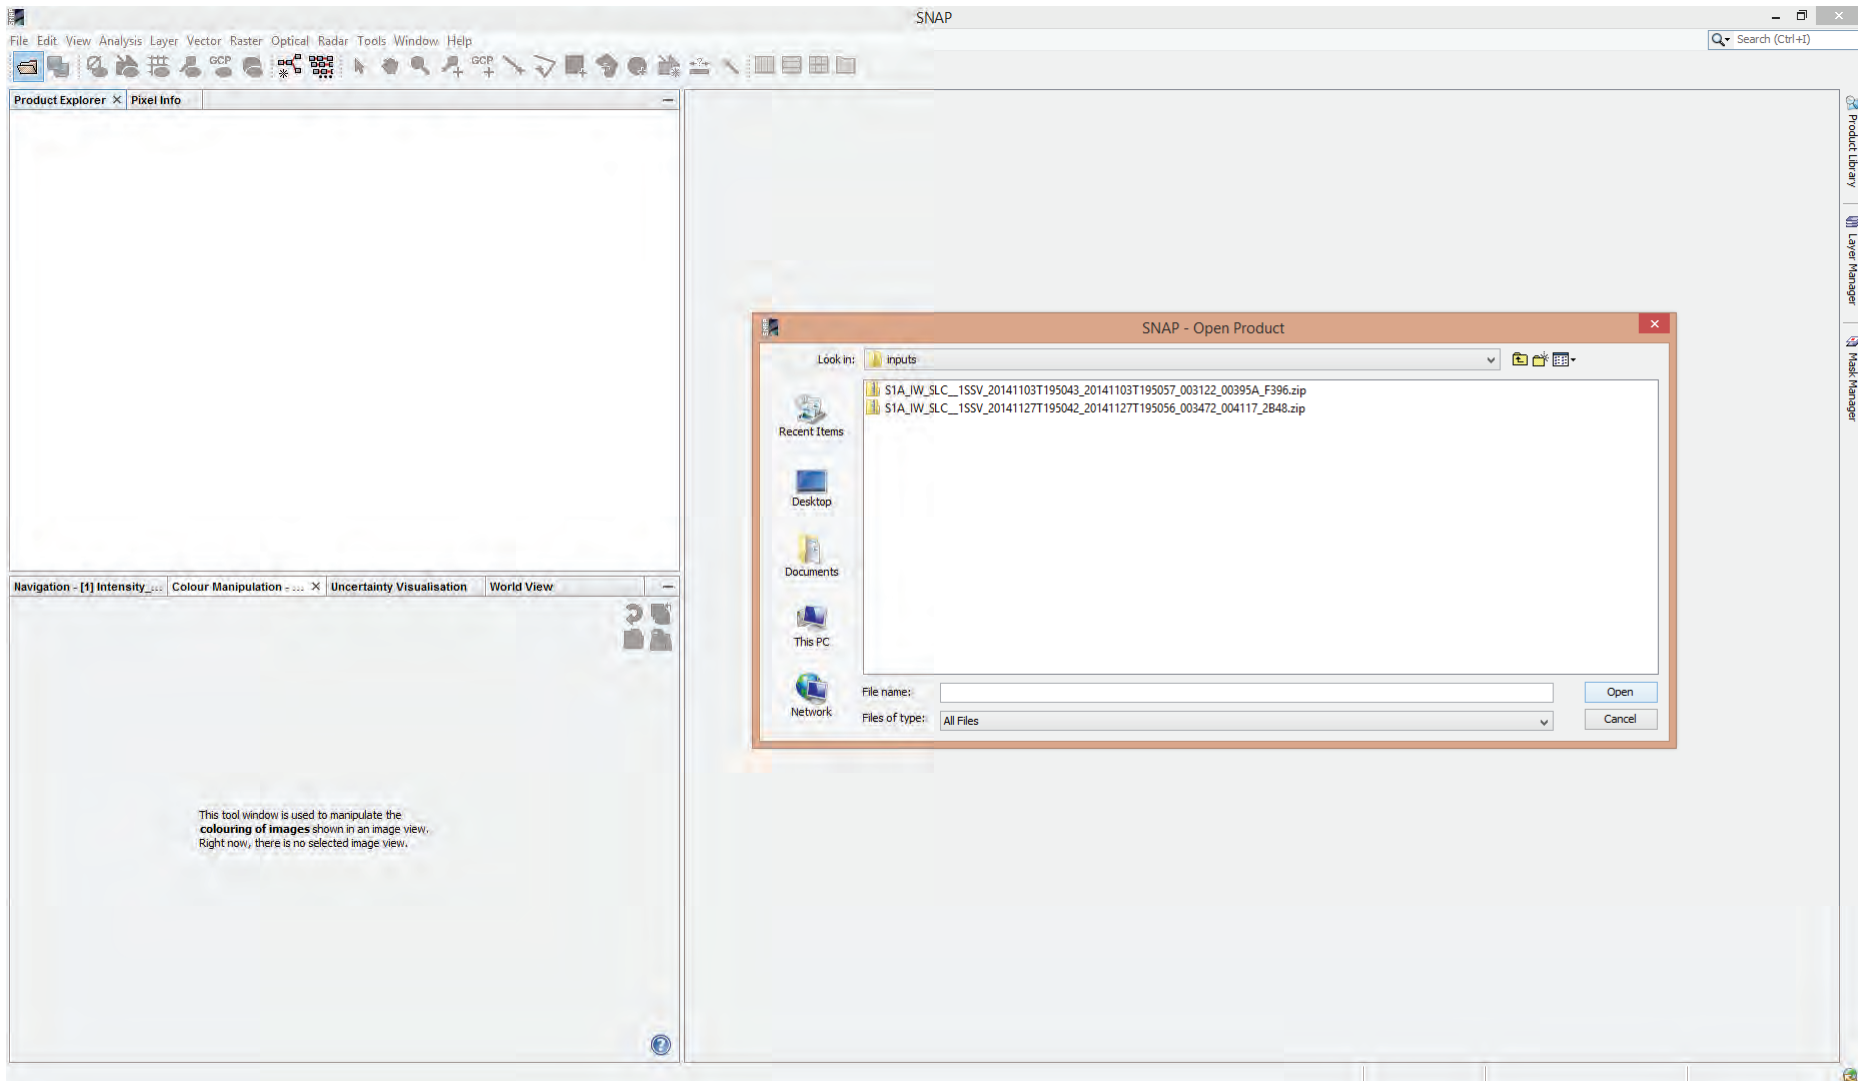 SNAP
File Edit View Analysis Layer Vector Raster Optical Radar Tools Window Help
Search (Ctrl+I)
GCP
GCP
Product Explorer
Pixel Info
Product Library
Layer Manager
Mask Manager
SNAP - Open Product
Look in:
inputs
S1A_IW_SLC__1SSV_20141103T195043_20141103T195057_003122_00395A_F396.zip
S1A_IW_SLC__1SSV_20141127T195042_20141127T195056_003472_004117_2B48.zip
Recent Items
Desktop
Documents
This PC
Network
File name:
Open
Files of type:
All Files
Cancel
Navigation - [1] Intensity_...
Colour Manipulation - ...
Uncertainty Visualisation
World View
This tool window is used to manipulate the
colouring of images shown in an image view.
Right now, there is no selected image view.